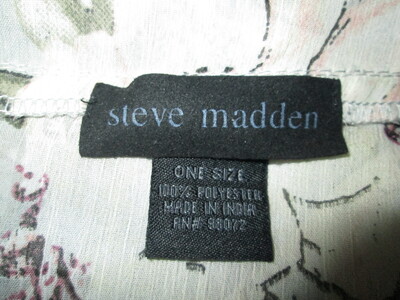 steve madden
ONE SIZE
100% POLYESTER
MADE IN INDIA
RN# 98072